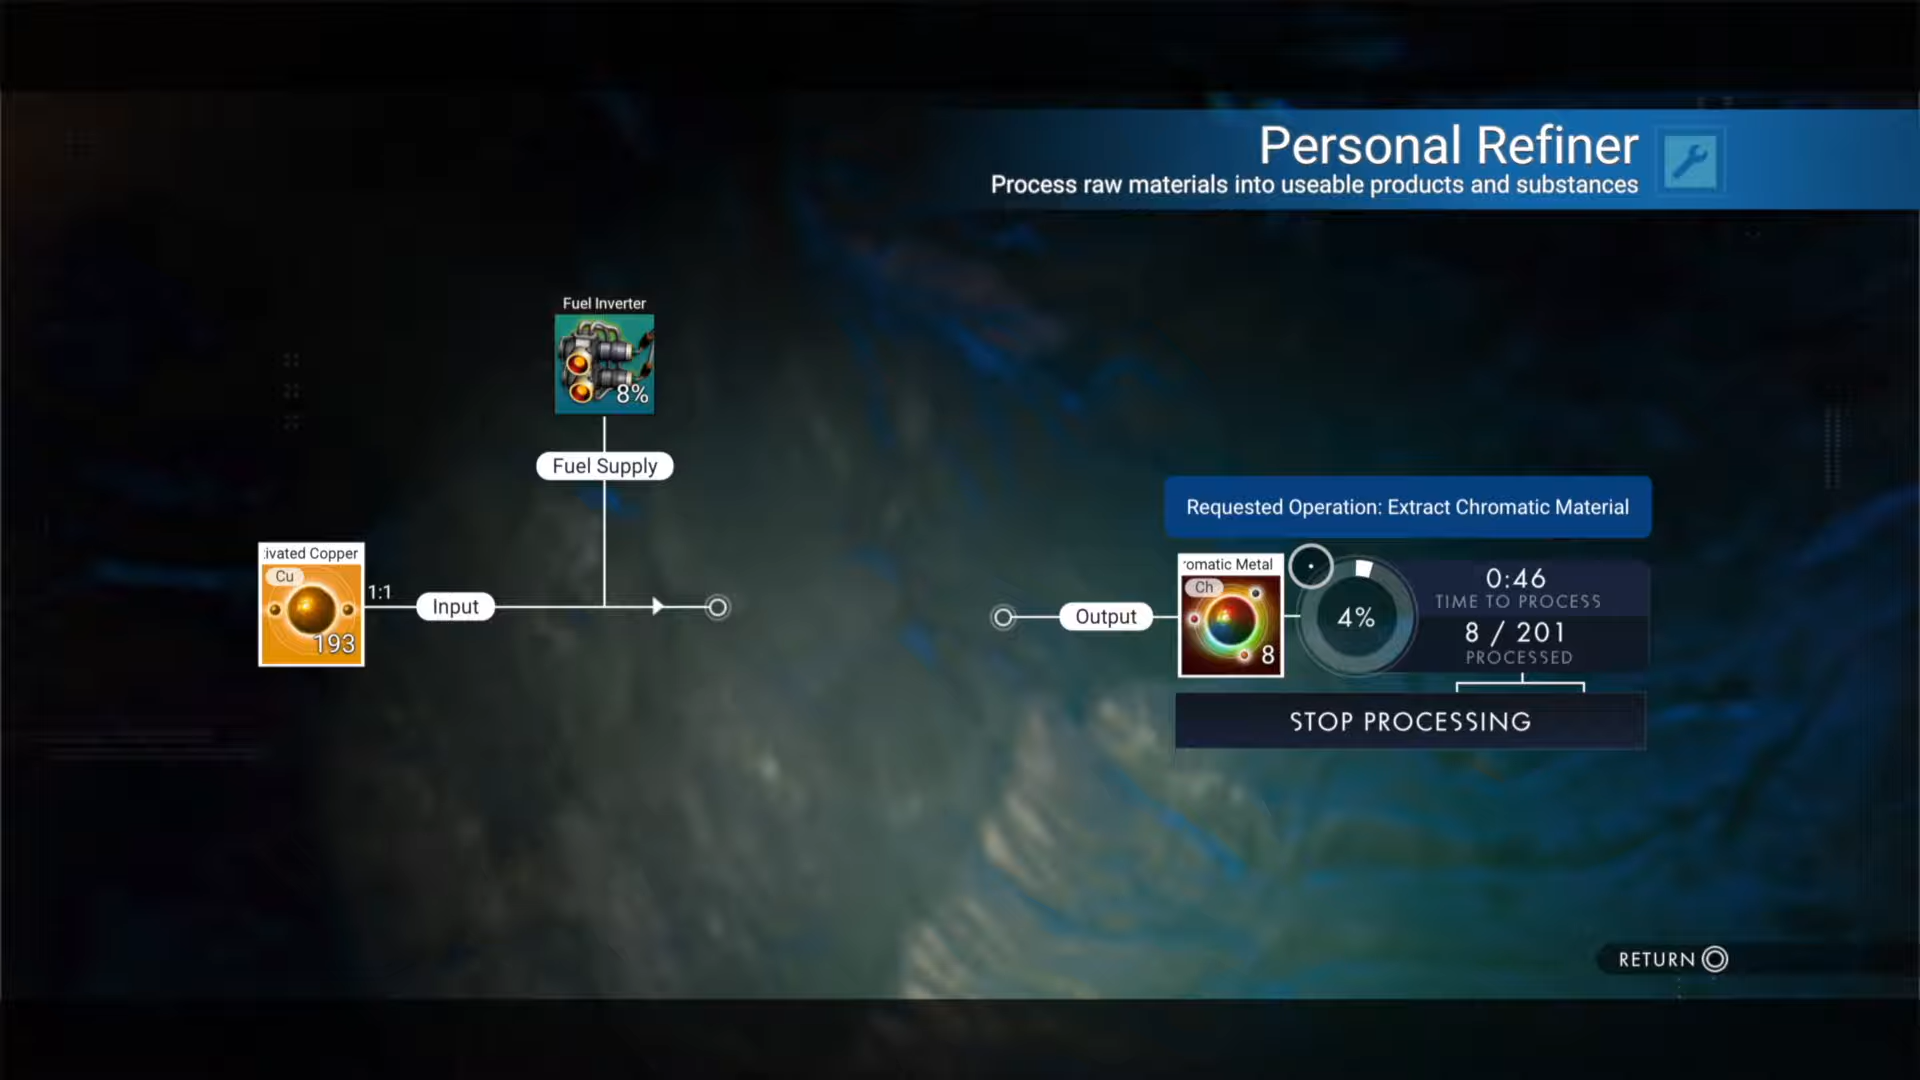 Personal Refiner
Process raw materials into useable products and substances
Fuel Inverter
8%
Fuel Supply
ivated Copper
Cu
193
1:1
Input
Requested Operation: Extract Chromatic Material
Output
romatic Metal
Ch
8
4%
0:46
TIME TO PROCESS
8 / 201
PROCESSED
STOP PROCESSING
RETURN